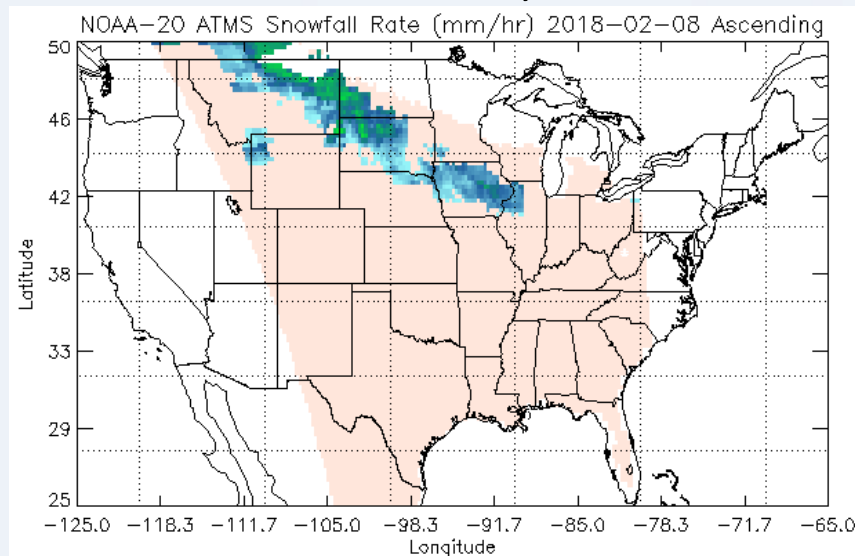 NOAA-20 ATMS Snowfall Rate (mm/hr) 2018-02-08 Ascending
50
46
42
38
33
29
25
Latitude
-125.0 -118.3 -111.7 -105.0 -98.3 -91.7 -85.0 -78.3 -71.7 -65.0
Longitude